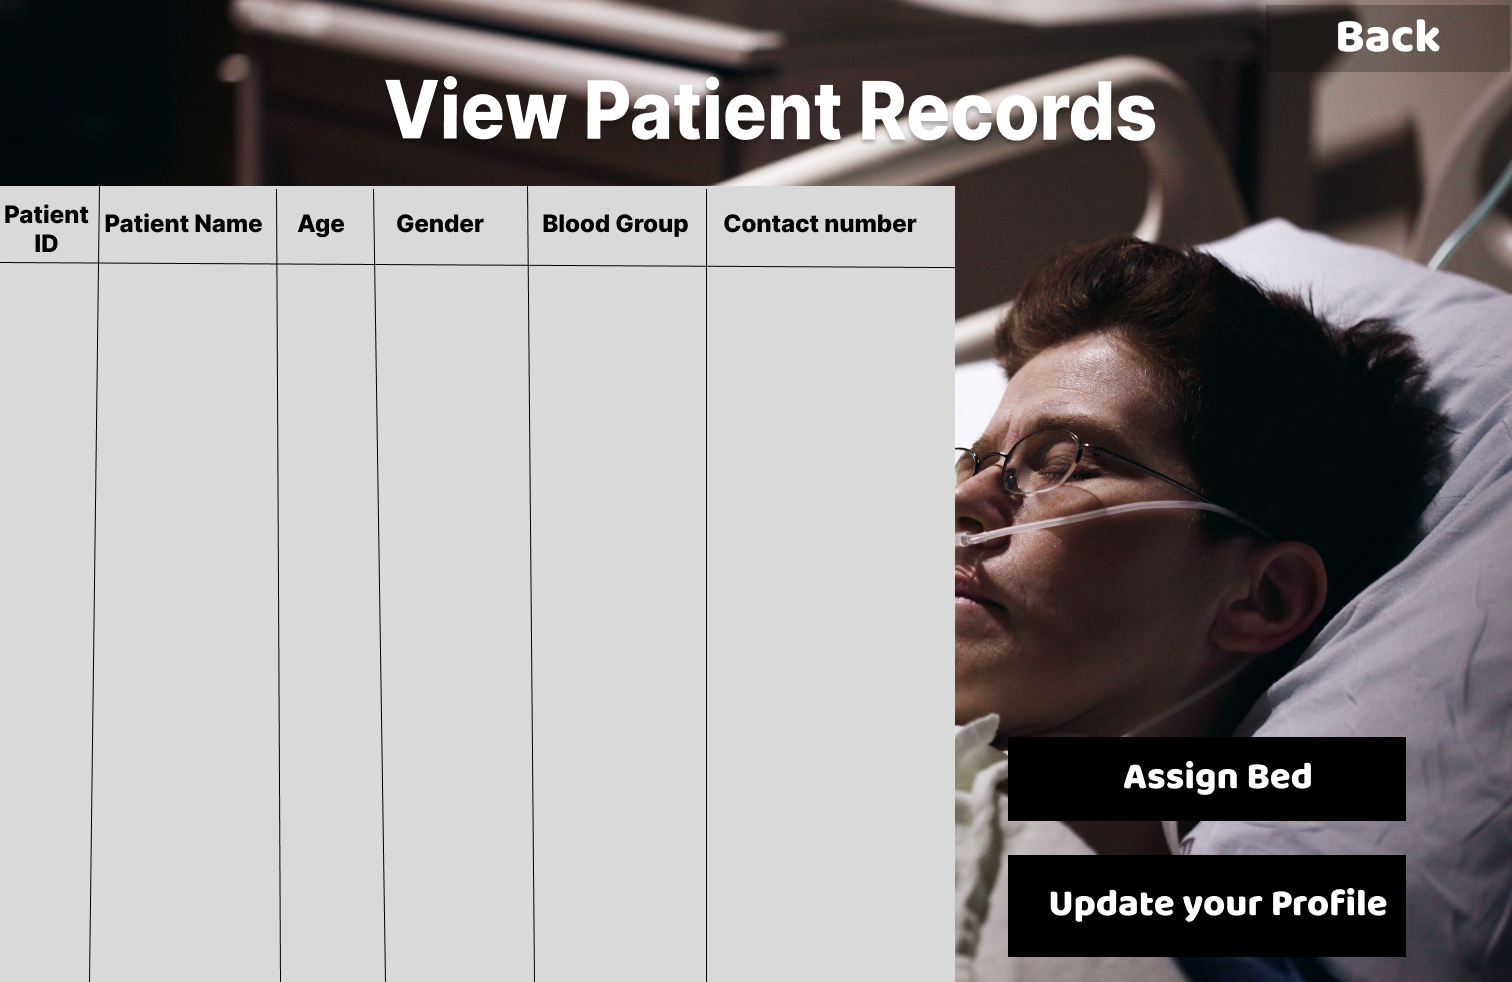 Back
View Patient Records
Patient
ID
Patient Name
Age
Gender
Blood Group
Contact number
Assign Bed
Update your Profile